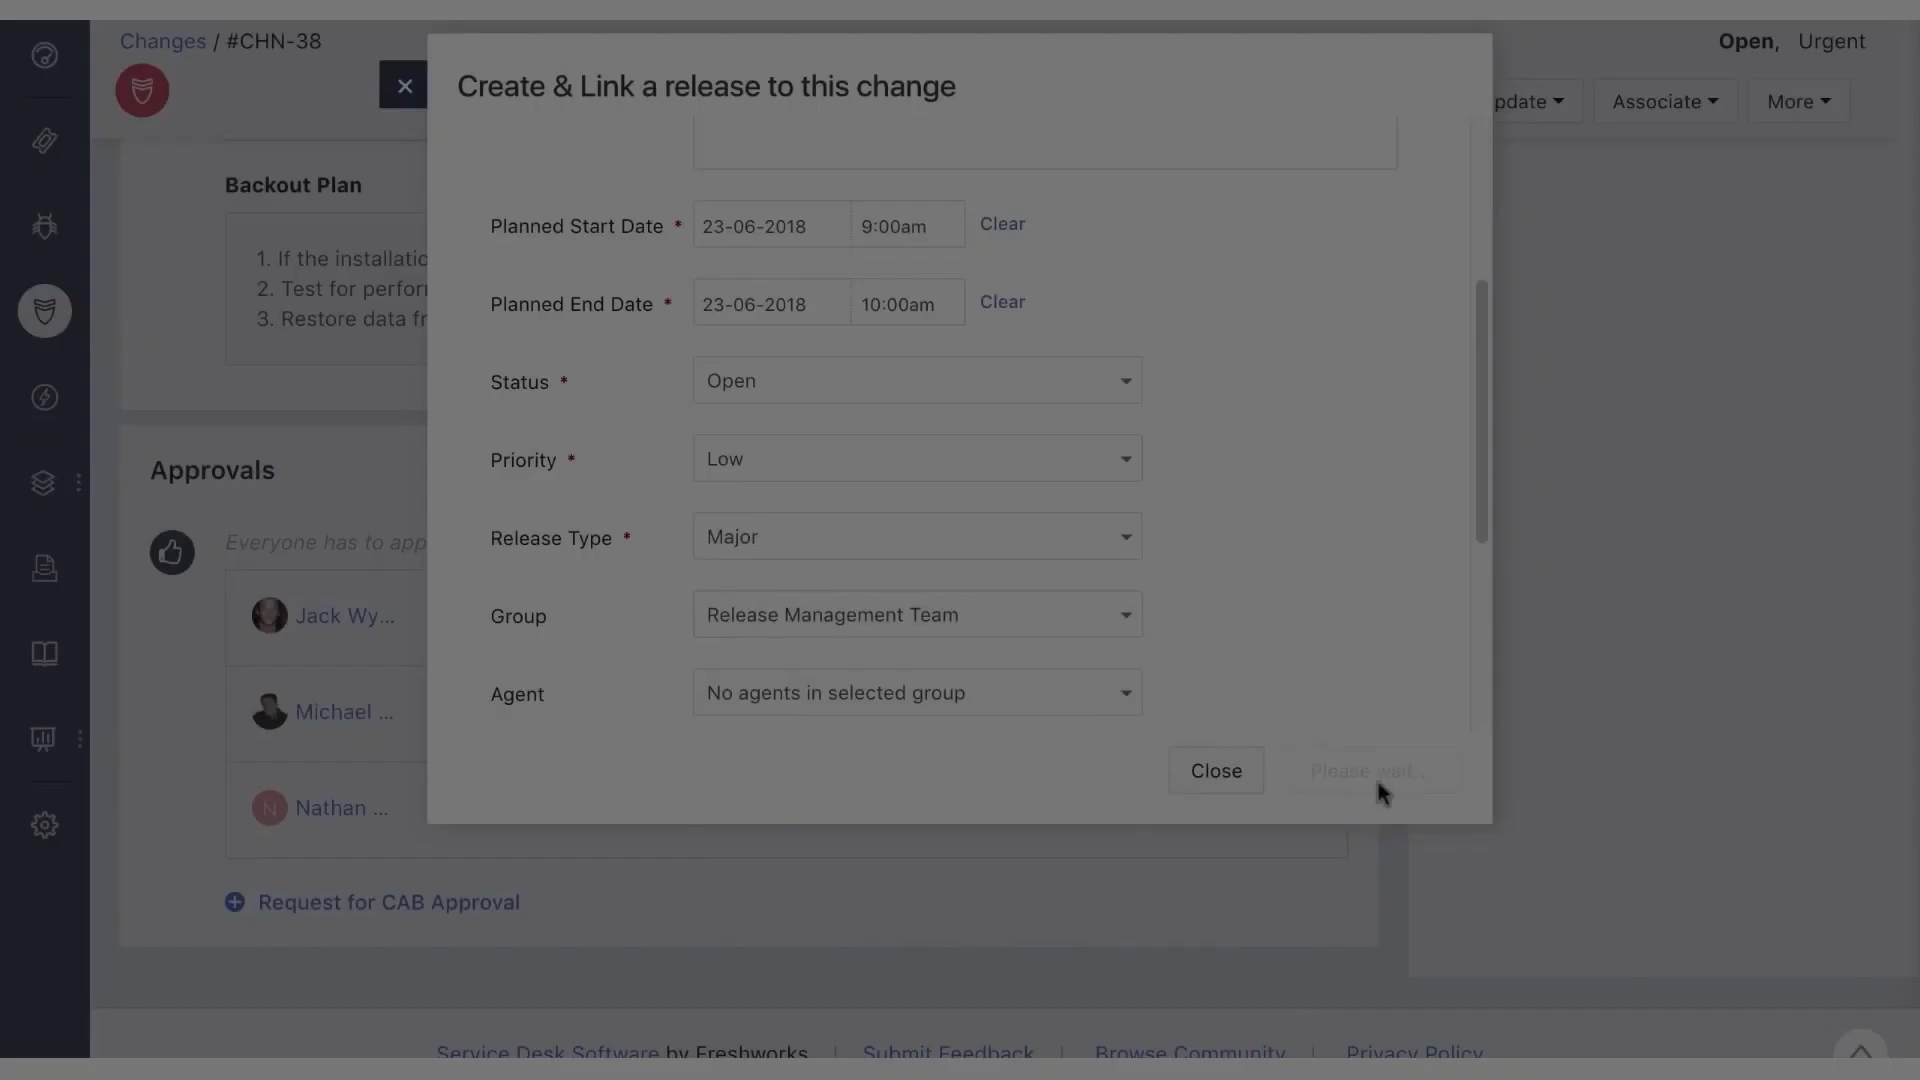 Changes / #CHN-38
Open, Urgent
Create & Link a release to this change
pdate
Associate
More
Backout Plan
1. If the installatio
2. Test for perfor
3. Restore data fr
Planned Start Date *
23-06-2018
9:00am
Clear
Planned End Date *
23-06-2018
10:00am
Clear
Status *
Open
Priority *
Low
Release Type *
Major
Group
Release Management Team
Agent
No agents in selected group
Close
Please wait...
Approvals
Everyone has to app
Jack Wy...
Michael ...
N
Nathan ...
Request for CAB Approval
Service Desk Software by Freshworks | Submit Feedback | Browse Community | Privacy Policy